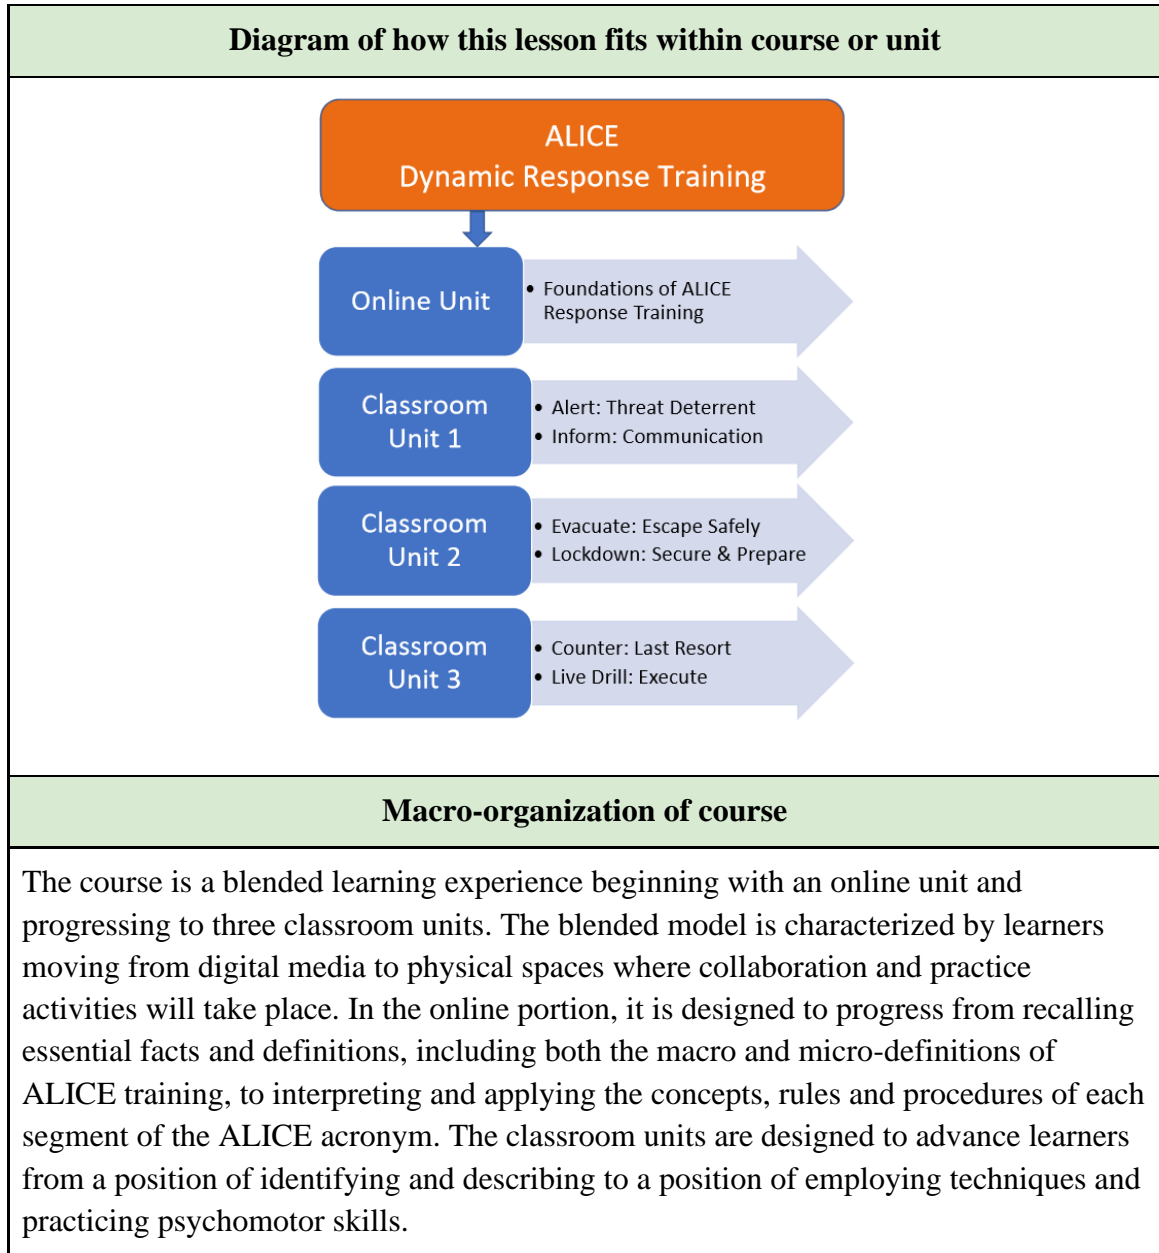 Diagram of how this lesson fits within course or unit
ALICE
Dynamic Response Training
Online Unit
• Foundations of ALICE
Response Training
Classroom
Unit 1
• Alert: Threat Deterrent
• Inform: Communication
Classroom
Unit 2
• Evacuate: Escape Safely
• Lockdown: Secure & Prepare
Classroom
Unit 3
• Counter: Last Resort
• Live Drill: Execute
Macro-organization of course
The course is a blended learning experience beginning with an online unit and
progressing to three classroom units. The blended model is characterized by learners
moving from digital media to physical spaces where collaboration and practice
activities will take place. In the online portion, it is designed to progress from recalling
essential facts and definitions, including both the macro and micro-definitions of
ALICE training, to interpreting and applying the concepts, rules and procedures of each
segment of the ALICE acronym. The classroom units are designed to advance learners
from a position of identifying and describing to a position of employing techniques and
practicing psychomotor skills.